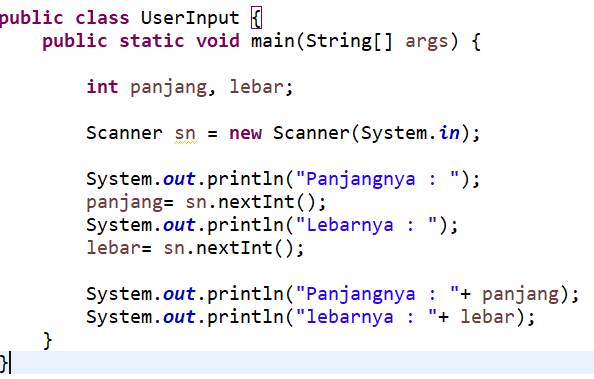 public class UserInput {
public static void main(String[] args) {
int panjang, lebar;
Scanner sn = new Scanner(System.in);
System.out.println("Panjangnya : ");
panjang= sn.nextInt();
System.out.println("Lebarnya : ");
lebar= sn.nextInt();
System.out.println("Panjangnya : "+ panjang);
System.out.println("lebarnya : "+ lebar);
}
}